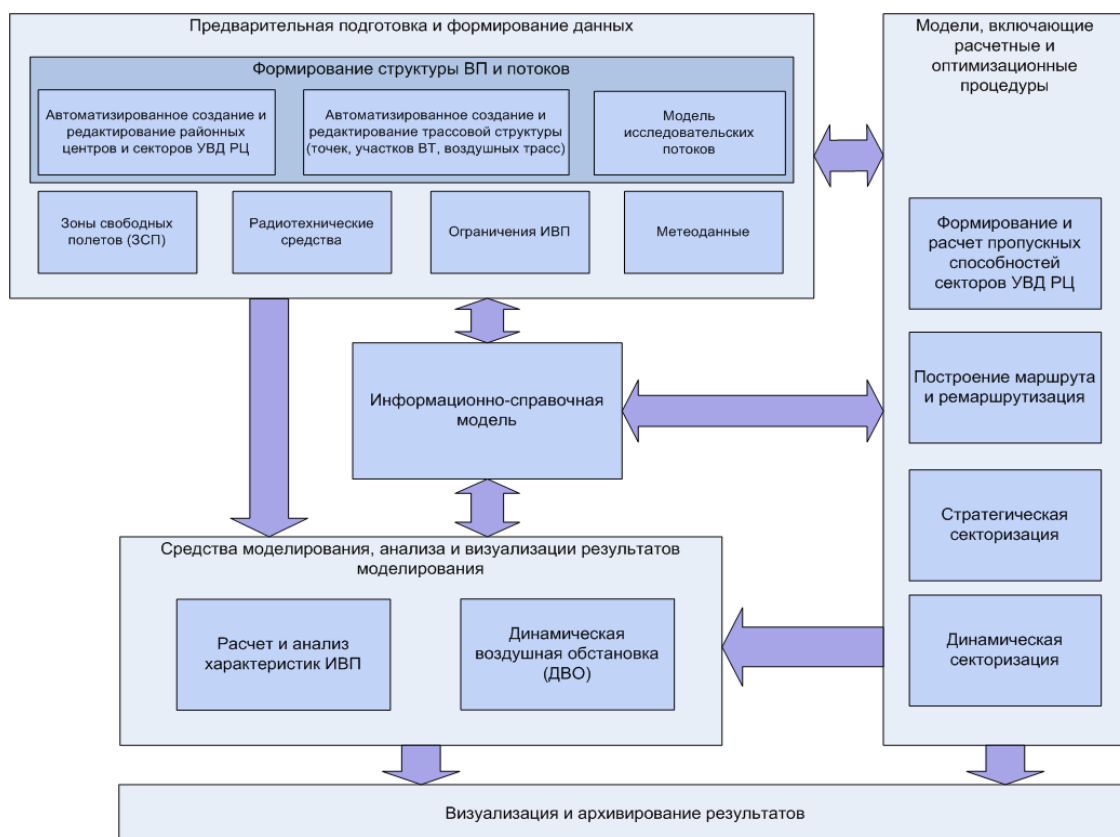 Предварительная подготовка и формирование данных
Формирование структуры ВП и потоков
Автоматизированное создание и
редактирование районных
центров и секторов УВД РЦ
Автоматизированное создание и
редактирование трассовой структуры
(точек, участков ВТ, воздушных трасс)
Модель
исследовательских
потоков
Зоны свободных
полетов (ЗСП)
Радиотехнические
средства
Ограничения ИВП
Метеоданные
Модели, включающие
расчетные и
оптимизационные
процедуры
Формирование и
расчет пропускных
способностей
секторов УВД РЦ
Построение маршрута
и ремаршрутизация
Стратегическая
секторизация
Динамическая
секторизация
Информационно-справочная
модель
Средства моделирования, анализа и визуализации результатов
моделирования
Расчет и анализ
характеристик ИВП
Динамическая
воздушная обстановка
(ДВО)
Визуализация и архивирование результатов